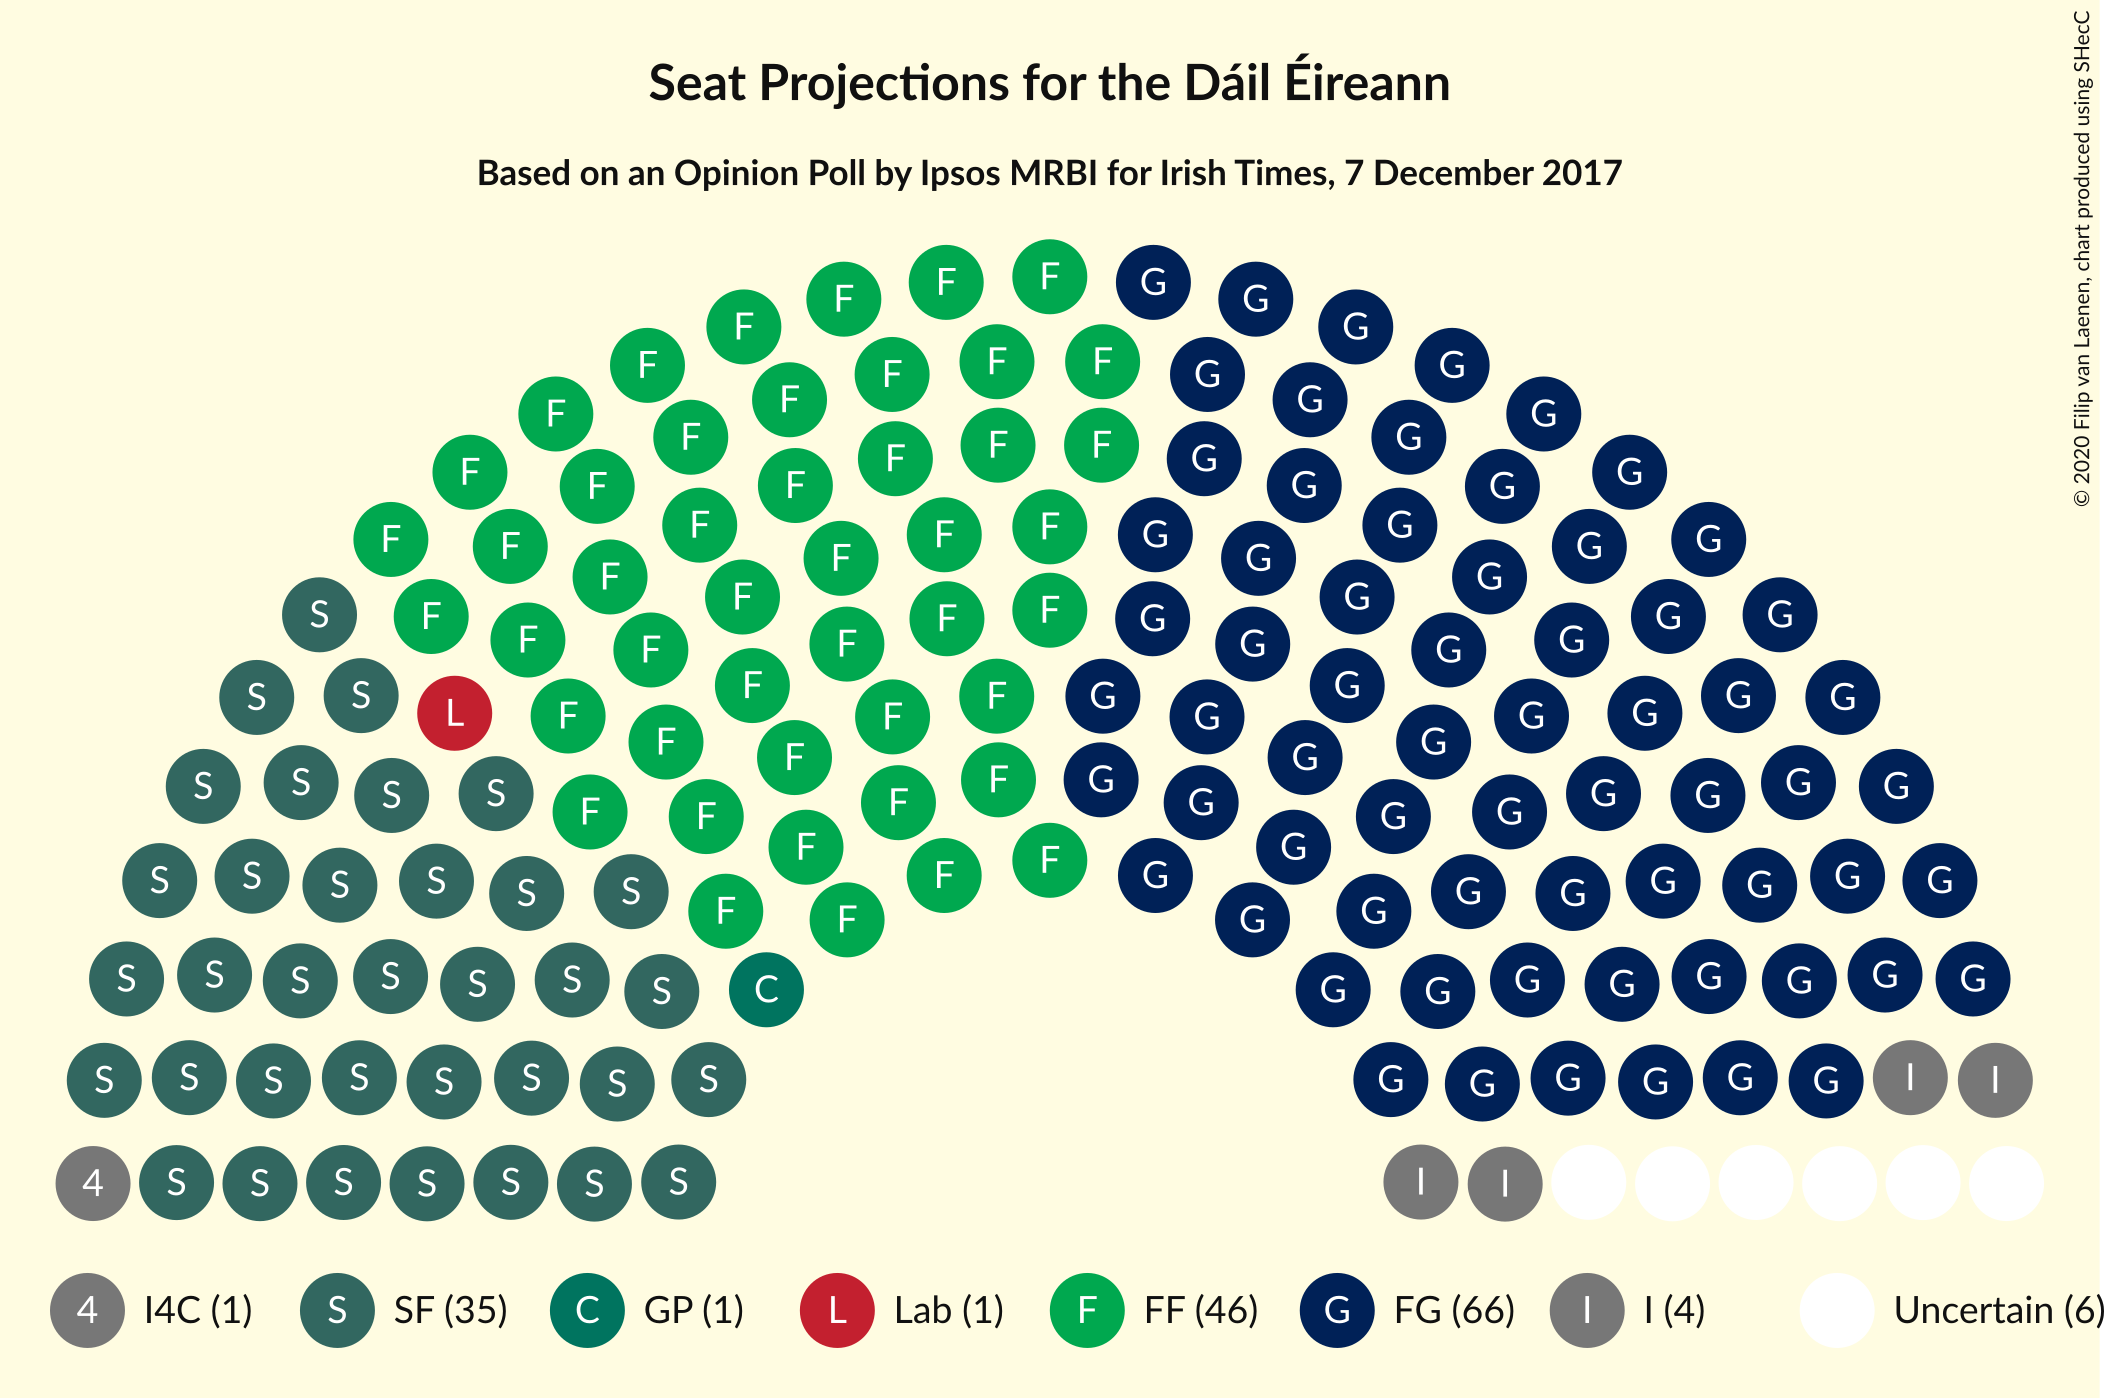 Seat Projections for the Dáil Éireann
Based on an Opinion Poll by Ipsos MRBI for Irish Times, 7 December 2017
© 2020 Filip van Laenen, chart produced using SHecC
F F G
F G
F G
F F F G
F G
F F G G
F F F G
F F G G
F F G G
F F G G
F F G G
F F F G G G
F F G G
F F G G
S F F F F G G G G
F F G G
S S L F F F F G G G G G G
F F G G
S S S S F F F F G G G G G G G G
F G
S S S S S S F F F G G G G G G G G
F F G G
S S S S S S S C G G G G G G G G
S S S S S S S S G G G G G G I I
4 S S S S S S S I I
4 I4C (1) S SF (35) C GP (1) L Lab (1) F FF (46) G FG (66) I I (4) Uncertain (6)